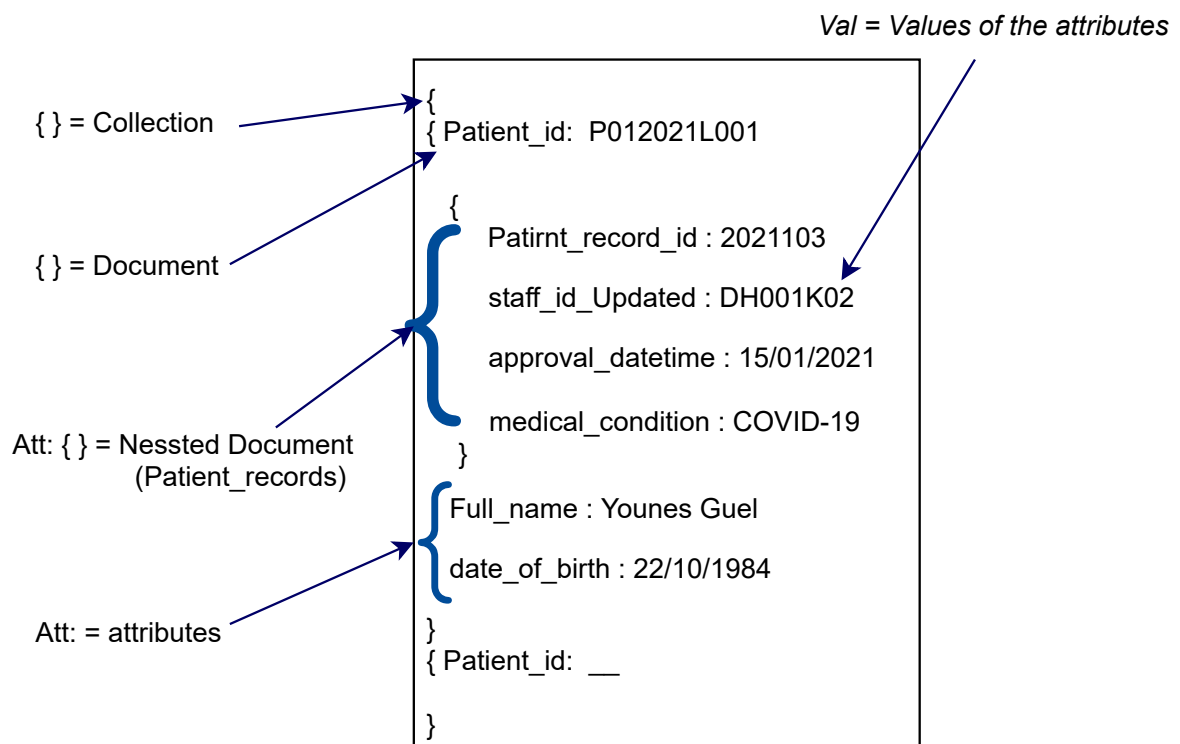 Val = Values of the attributes
{ } = Collection
{ } = Document
Att: { } = Nessted Document
(Patient_records)
Att: = attributes
{
{ Patient_id: P012021L001
{
Patirnt_record_id : 2021103
staff_id_Updated : DH001K02
approval_datetime : 15/01/2021
medical_condition : COVID-19
}
Full_name : Younes Guel
date_of_birth : 22/10/1984
}
{ Patient_id: __
}